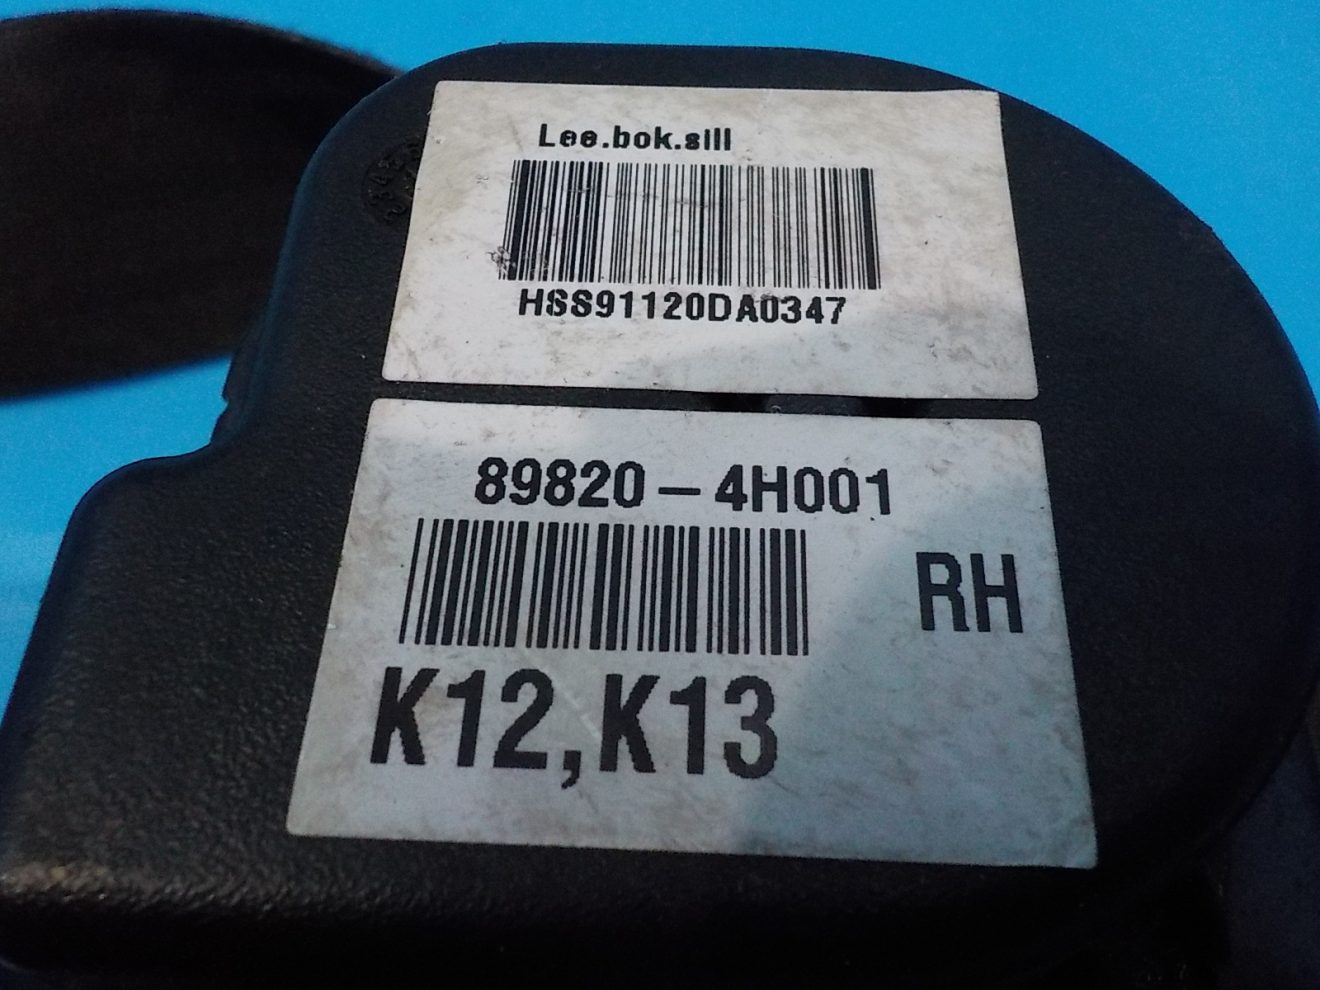 Lee.bok.sill
HSS91120DA0347
89820-4H001
RH
K12,K13